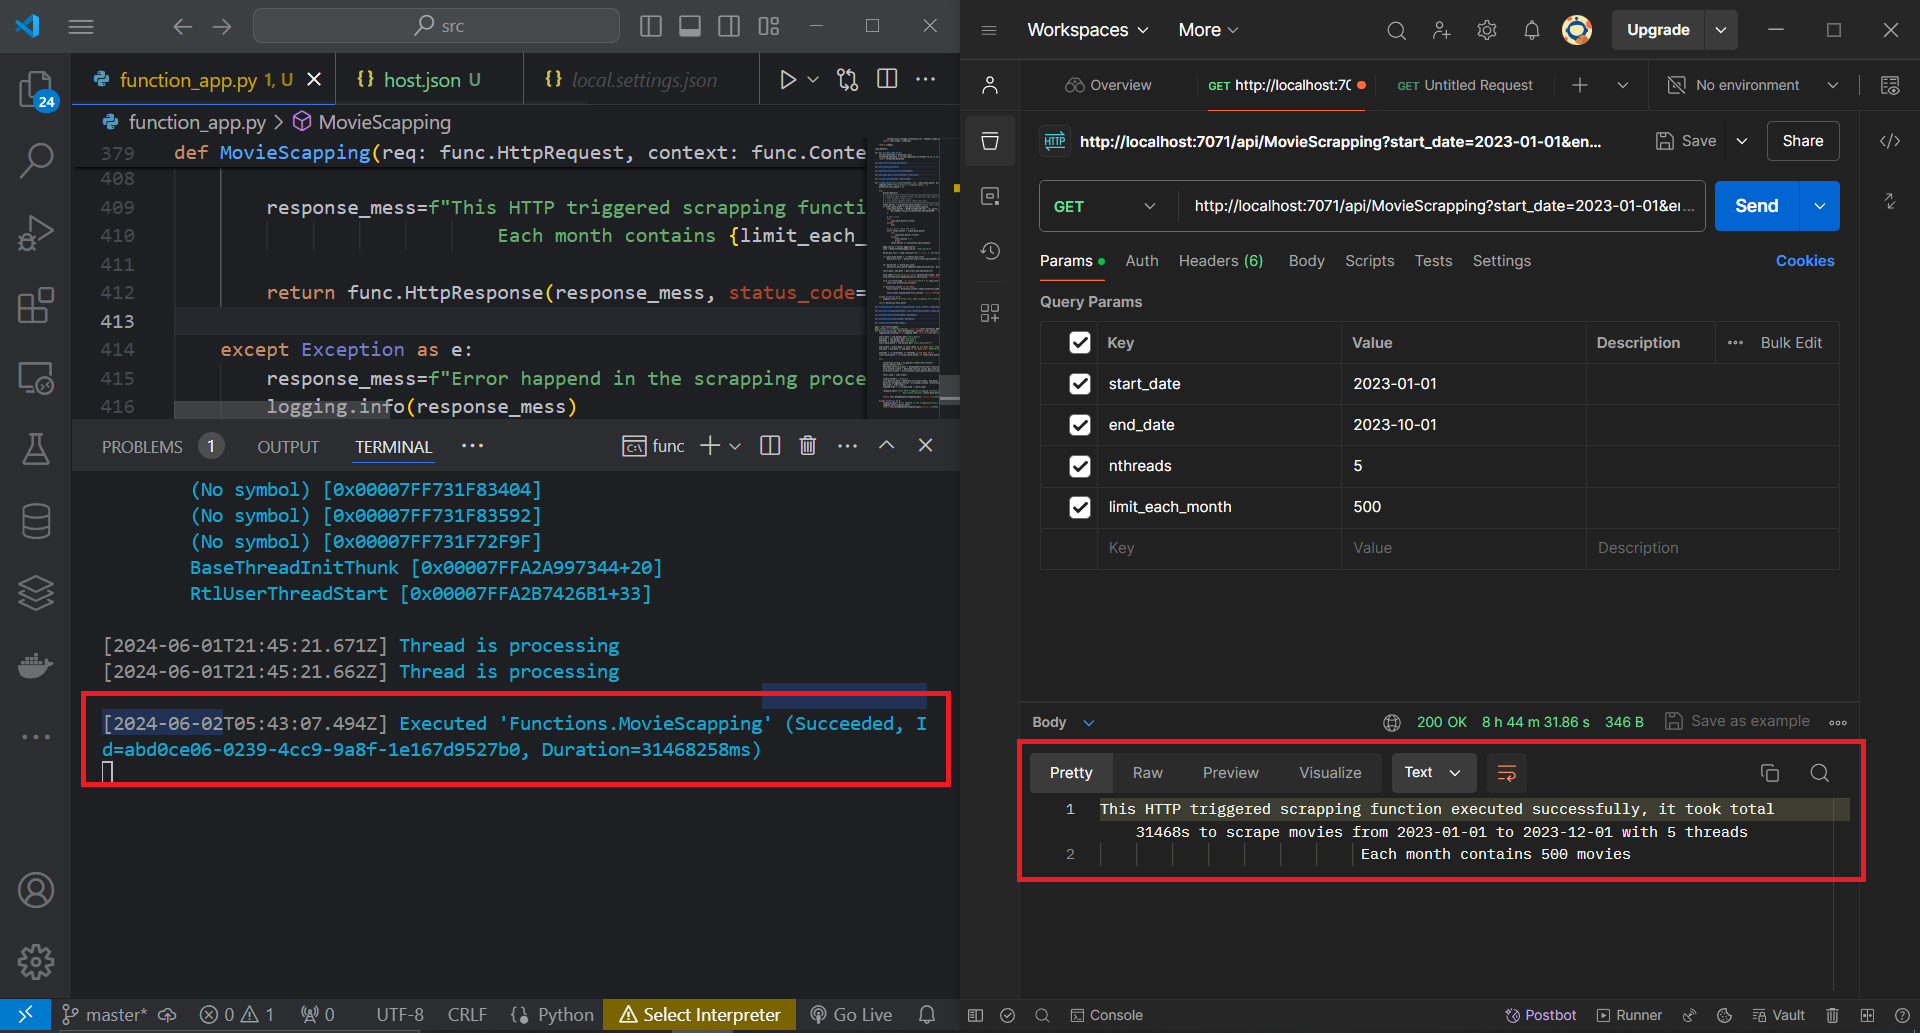 src
function_app.py 1, U
{} host.json U
{} local.settings.json
function_app.py > MovieScapping
379 def MovieScapping(req: func.HttpRequest, context: func.Conte
408
409 response_mess=f"This HTTP triggered scrapping functi
410 Each month contains {limit_each_
411
412 return func.HttpResponse(response_mess, status_code=
413
414 except Exception as e:
415 response_mess=f"Error happend in the scrapping proce
416 logging.info(response_mess)
24
PROBLEMS 1 OUTPUT TERMINAL ... func
(No symbol) [0x00007FF731F83404]
(No symbol) [0x00007FF731F83592]
(No symbol) [0x00007FF731F72F9F]
BaseThreadInitThunk [0x00007FFA2A997344+20]
RtlUserThreadStart [0x00007FFA2B7426B1+33]
[2024-06-01T21:45:21.671Z] Thread is processing
[2024-06-01T21:45:21.662Z] Thread is processing
[2024-06-02T05:43:07.494Z] Executed 'Functions.MovieScapping' (Succeeded, I
d=abd0ce06-0239-4cc9-9a8f-1e167d9527b0, Duration=31468258ms)
master* 0 1 0 UTF-8 CRLF {} Python Select Interpreter Go Live
Workspaces More Upgrade
Overview GET http://localhost:70 GET Untitled Request No environment
HTTP http://localhost:7071/api/MovieScrapping?start_date=2023-01-01&en... Save Share
GET http://localhost:7071/api/MovieScrapping?start_date=2023-01-01&e... Send
Params Auth Headers (6) Body Scripts Tests Settings Cookies
Query Params
Key Value Description Bulk Edit
start_date 2023-01-01
end_date 2023-10-01
nthreads 5
limit_each_month 500
Key Value Description
Body 200 OK 8 h 44 m 31.86 s 346 B Save as example
Pretty Raw Preview Visualize Text
1 This HTTP triggered scrapping function executed successfully, it took total
31468s to scrape movies from 2023-01-01 to 2023-12-01 with 5 threads
2 Each month contains 500 movies
Console Postbot Runner Vault